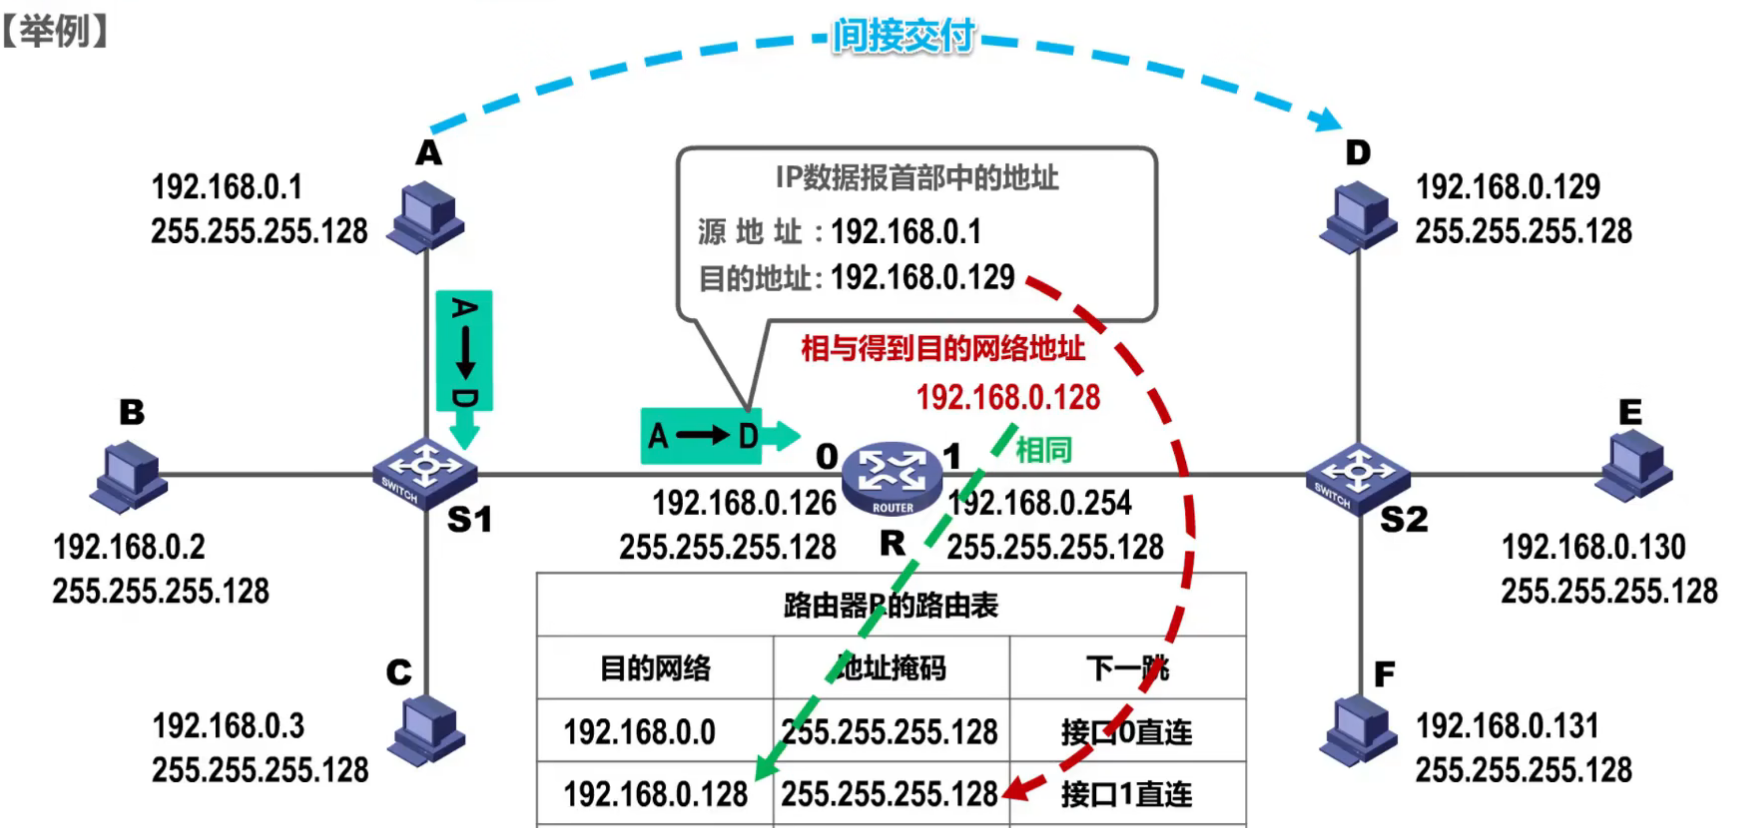 【举例】
间接交付
A
192.168.0.1
255.255.255.128
D
192.168.0.129
255.255.255.128
IP数据报首部中的地址
源地址：192.168.0.1
目的地址：192.168.0.129
相与得到目的网络地址
192.168.0.128
相同
A→D
A→D
B
192.168.0.2
255.255.255.128
SWITCH
S1
0
192.168.0.126
255.255.255.128
ROUTER
R
1
192.168.0.254
255.255.255.128
SWITCH
S2
E
192.168.0.130
255.255.255.128
C
192.168.0.3
255.255.255.128
F
192.168.0.131
255.255.255.128
路由器R的路由表
目的网络 地址掩码 下一跳
192.168.0.0 255.255.255.128 接口0直连
192.168.0.128 255.255.255.128 接口1直连